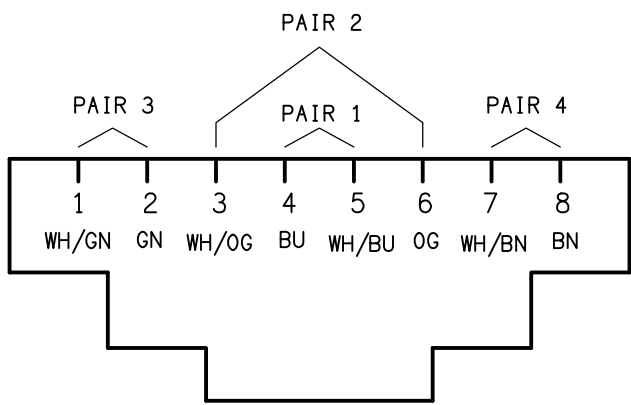 PAIR 2
PAIR 3
PAIR 1
PAIR 4
1 2 3 4 5 6 7 8
WH/GN GN WH/OG BU WH/BU OG WH/BN BN